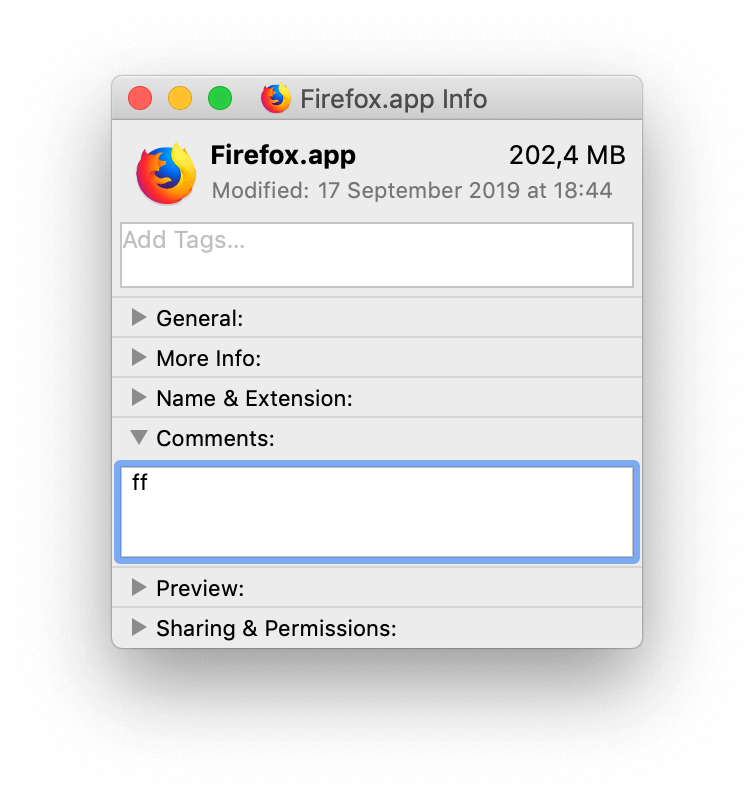 Firefox.app Info
Firefox.app 202,4 MB
Modified: 17 September 2019 at 18:44
Add Tags...
General:
More Info:
Name & Extension:
Comments:
ff
Preview:
Sharing & Permissions: